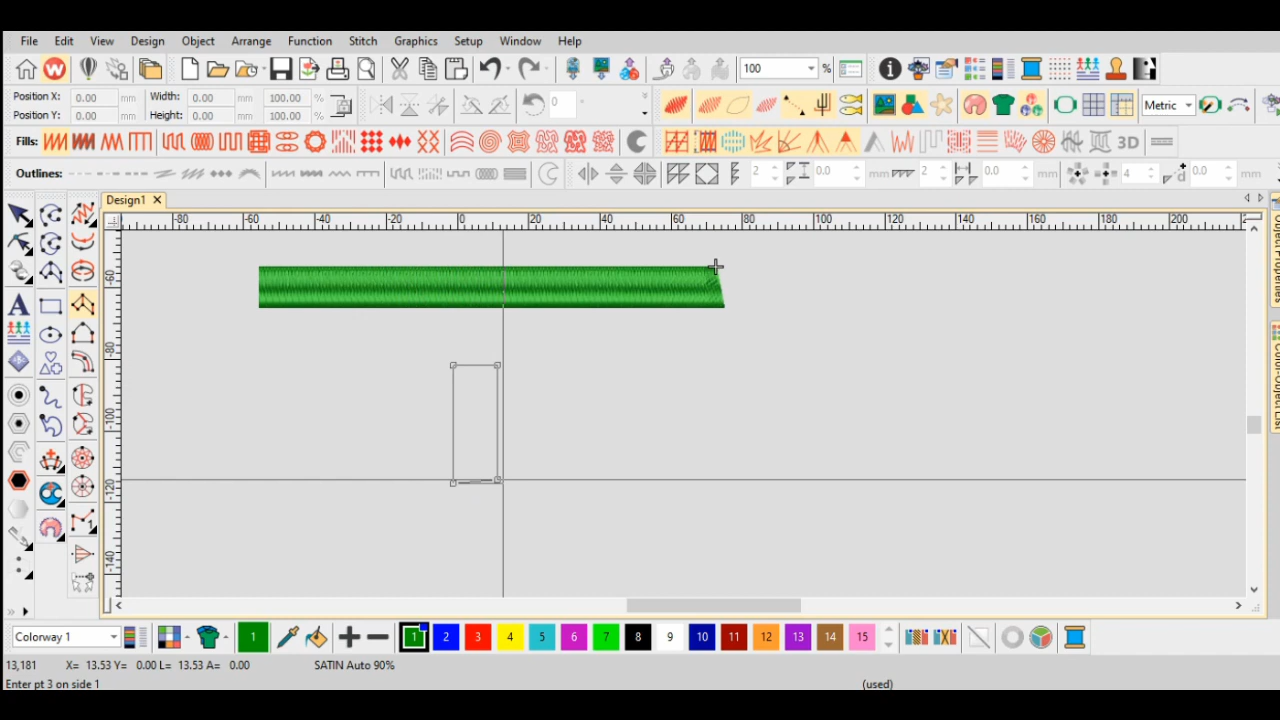 File Edit View Design Object Arrange Function Stitch Graphics Setup Window Help
100 %
Position X: 0.00 mm Width: 0.00 mm 100.00 % 0
Position Y: 0.00 mm Height: 0.00 mm 100.00 % Metric
Fills: 3D
Outlines: 2 0.0 mm 2 0.0 mm 4 0.0 mm
Design1
-80 -60 -40 -20 0 20 40 60 80 100 120 140 160 180 200
-60
-80
-100
-120
-140
Object Properties
Color-Object List
Colorway 1 1 1 2 3 4 5 6 7 8 9 10 11 12 13 14 15
13,181 X= 13.53 Y= 0.00 L= 13.53 A= 0.00 SATIN Auto 90%
Enter pt 3 on side 1 (used)